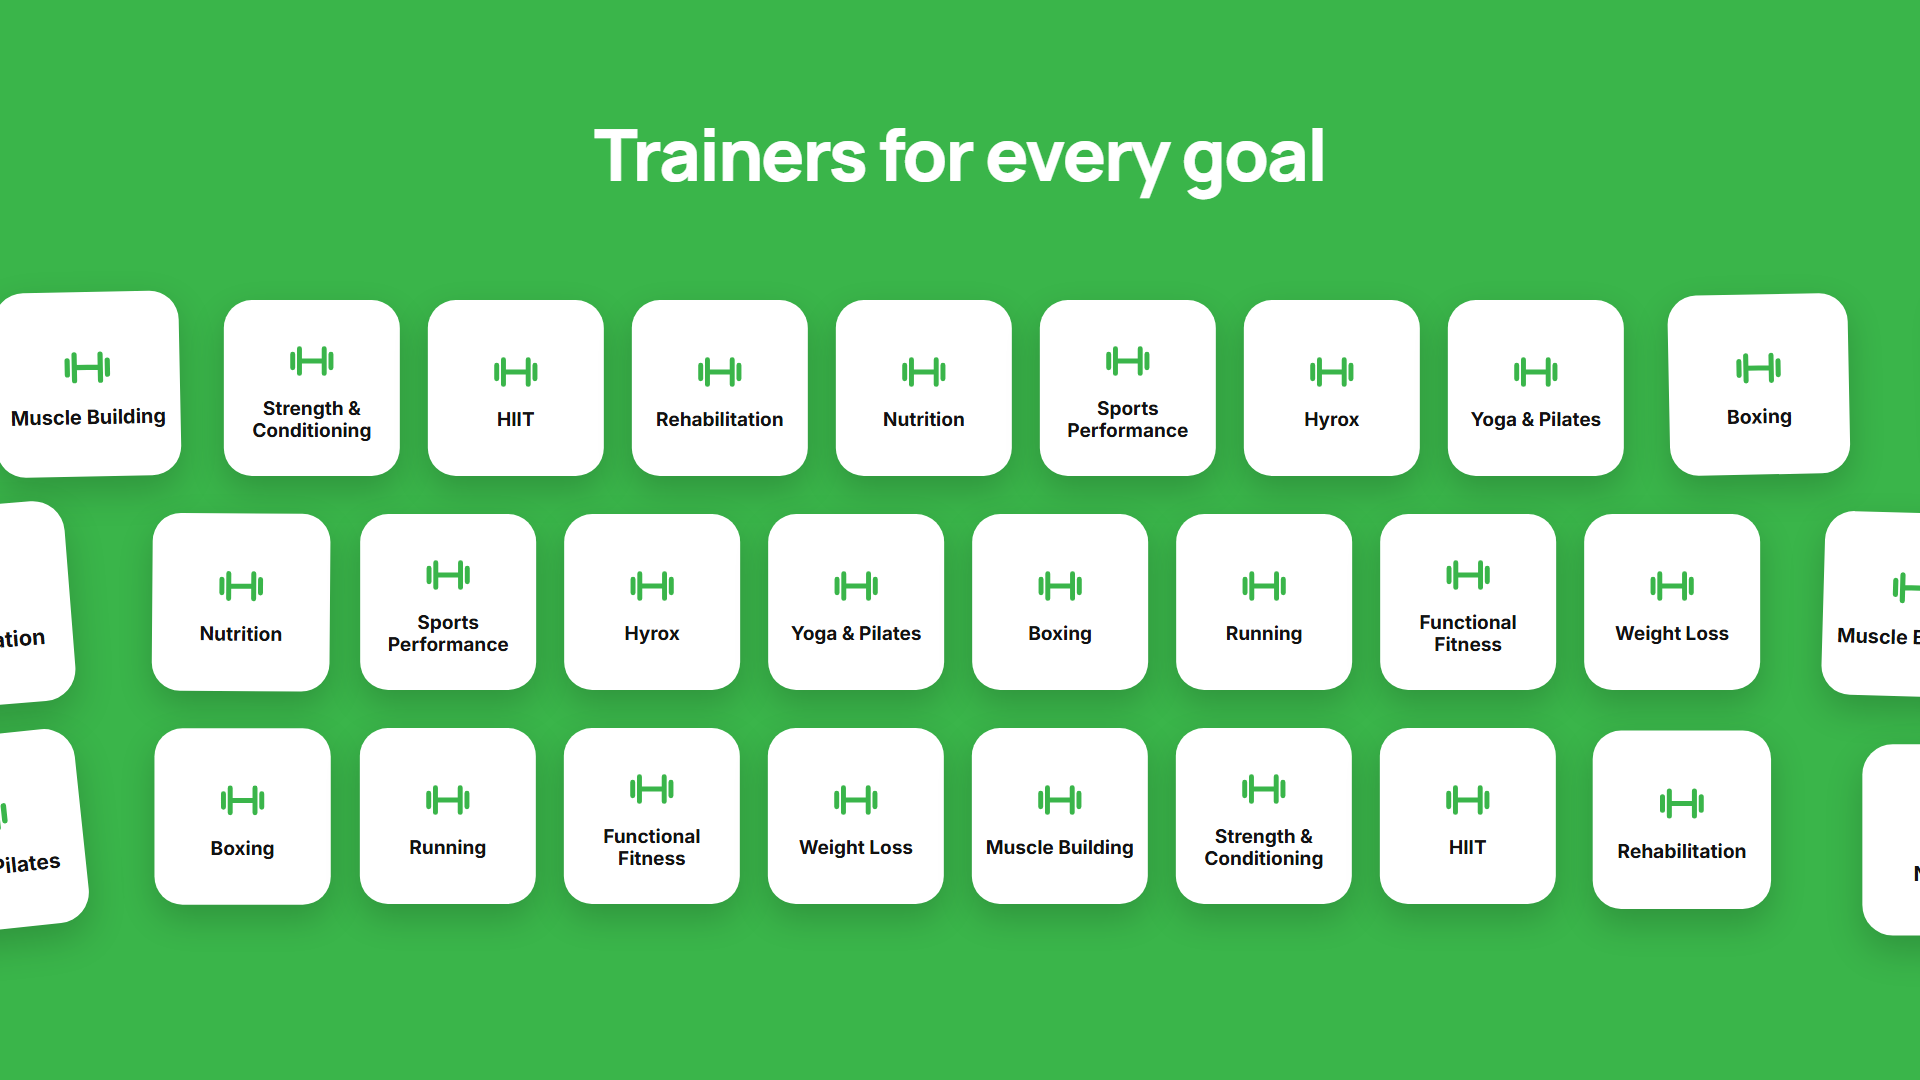 Trainers for every goal
Muscle Building
Strength &
Conditioning
HIIT
Rehabilitation
Nutrition
Sports
Performance
Hyrox
Yoga & Pilates
Boxing
Nutrition
Sports
Performance
Hyrox
Yoga & Pilates
Boxing
Running
Functional
Fitness
Weight Loss
Muscle
Pilates
Boxing
Running
Functional
Fitness
Weight Loss
Muscle Building
Strength &
Conditioning
HIIT
Rehabilitation